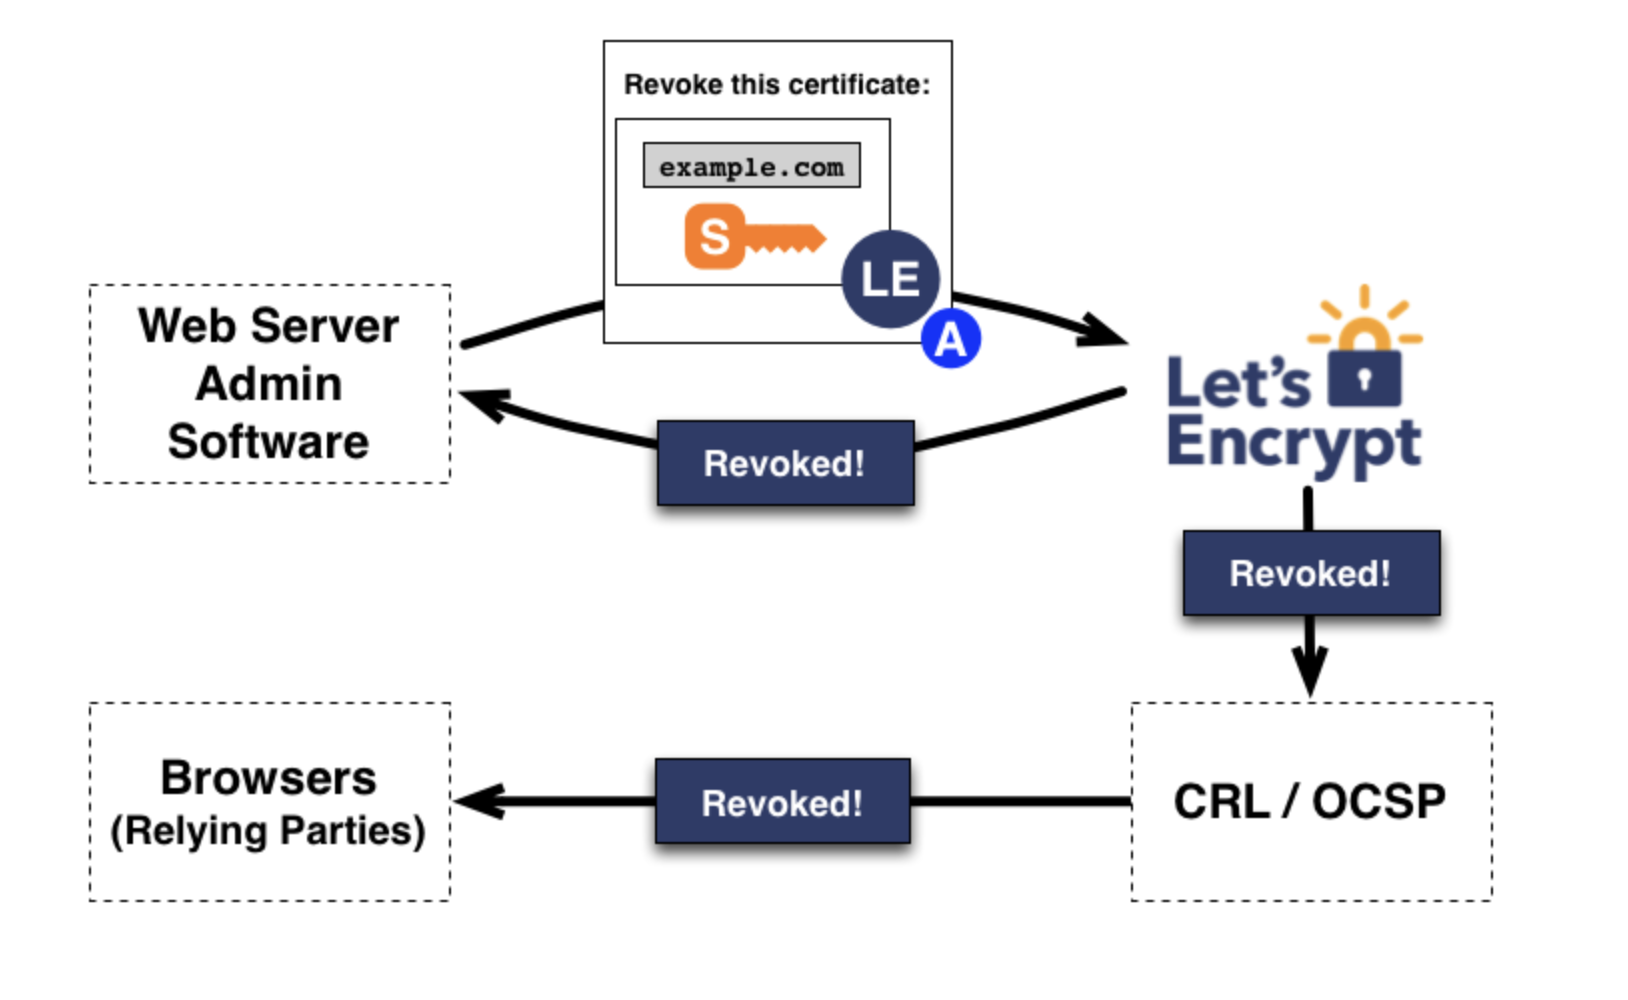 Revoke this certificate:
example.com
S
LE
A
Web Server
Admin
Software
Let's
Encrypt
Revoked!
Revoked!
Browsers
(Relying Parties)
Revoked!
CRL / OCSP